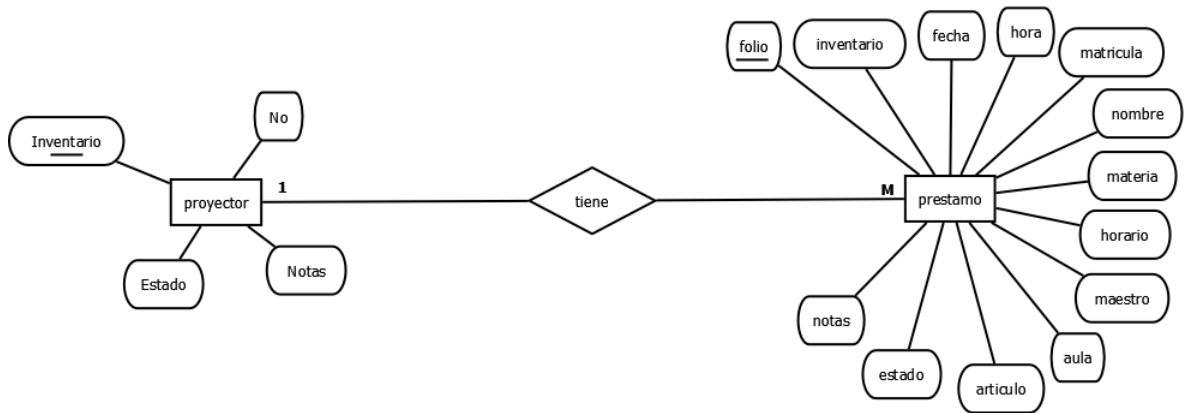 folio
inventario
fecha
hora
matricula
nombre
materia
horario
maestro
aula
articulo
estado
notas
prestamo
M
tiene
1
proyector
No
Inventario
Estado
Notas